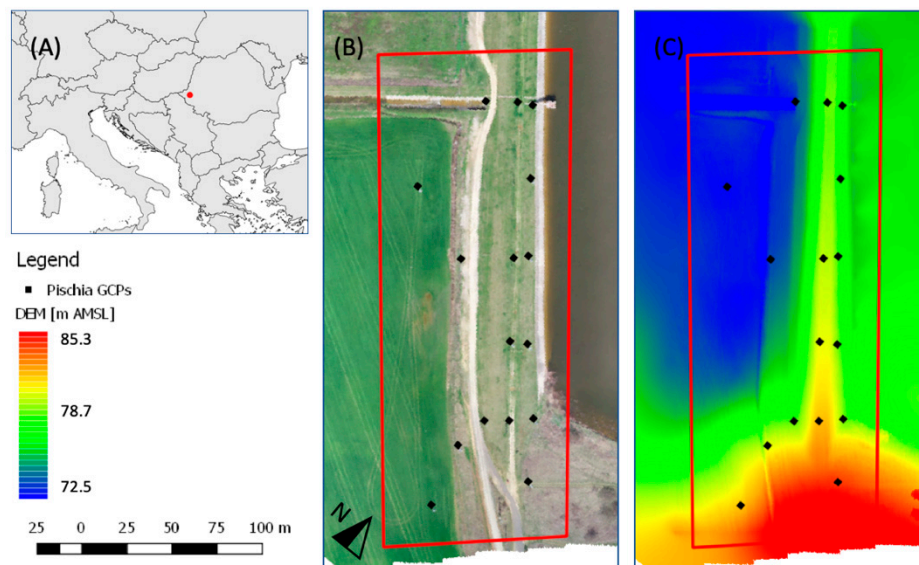 (A)
(B)
(C)
Legend
Pischia GCPs
DEM [m AMSL]
85.3
78.7
72.5
25 0 25 50 75 100 m
N